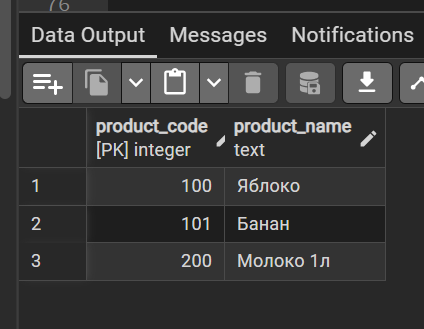 76
Data Output Messages Notifications
product_code product_name
[PK] integer text
1 100 Яблоко
2 101 Банан
3 200 Молоко 1л